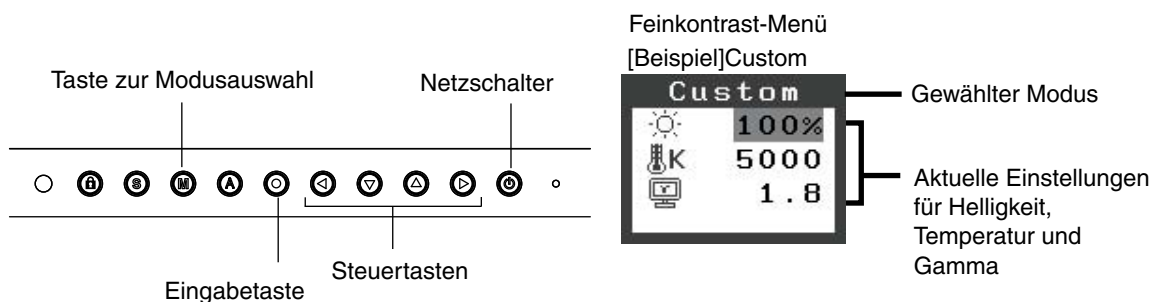 Taste zur Modusauswahl
Netzschalter
S
M
A
Eingabetaste
Steuertasten
Feinkontrast-Menü
[Beispiel]Custom
Custom
100%
K 5000
γ
1.8
Gewählter Modus
Aktuelle Einstellungen
für Helligkeit,
Temperatur und
Gamma